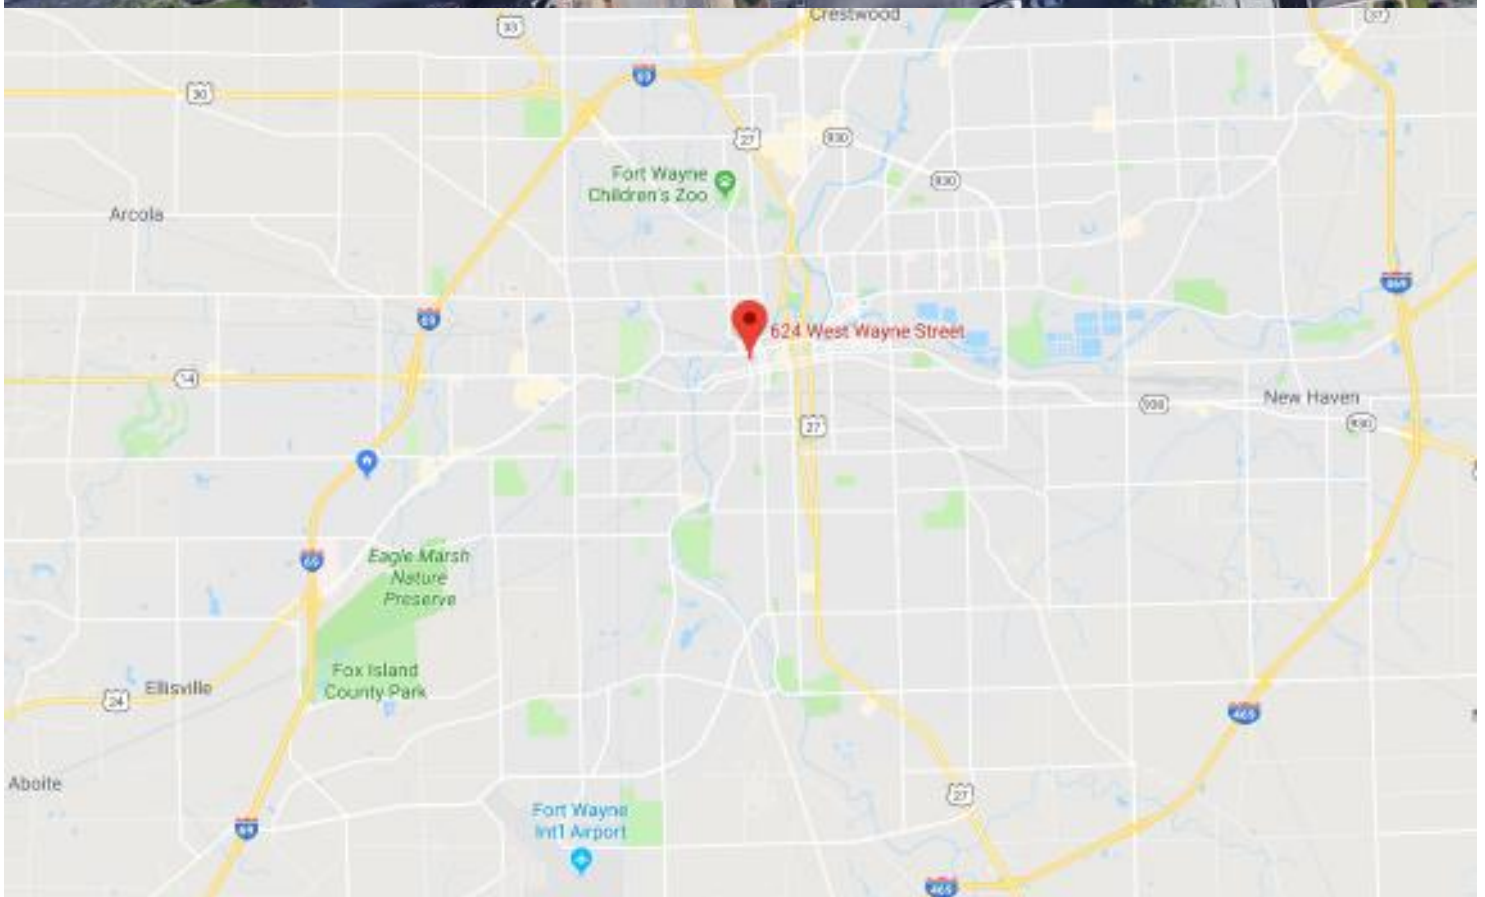 33
Crestwood
37
69
30
27
930
Fort Wayne
Children's Zoo
930
Arcola
469
69
624 West Wayne Street
14
New Haven
930
930
27
69
Eagle Marsh
Nature
Preserve
Fox Island
County Park
Ellisville
24
469
Aboite
27
Fort Wayne
Int'l Airport
69
469